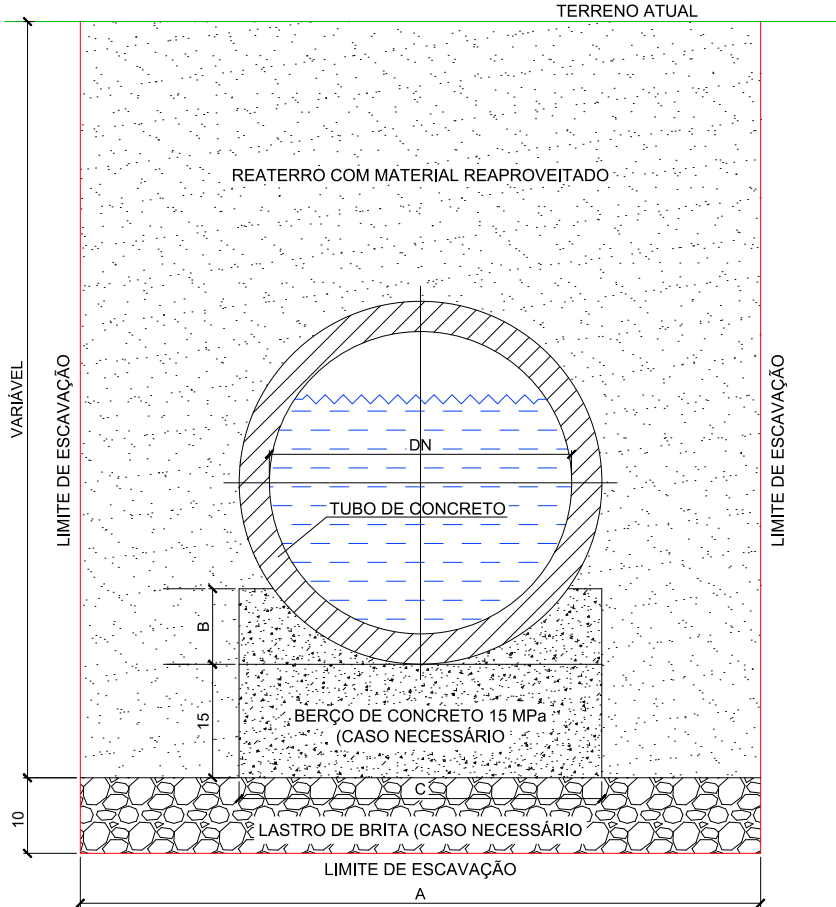 TERRENO ATUAL
REATERRO COM MATERIAL REAPROVEITADO
VARIÁVEL
LIMITE DE ESCAVAÇÃO
LIMITE DE ESCAVAÇÃO
DN
TUBO DE CONCRETO
B
15
BERÇO DE CONCRETO 15 MPa
(CASO NECESSÁRIO
C
10
LASTRO DE BRITA (CASO NECESSÁRIO
LIMITE DE ESCAVAÇÃO
A